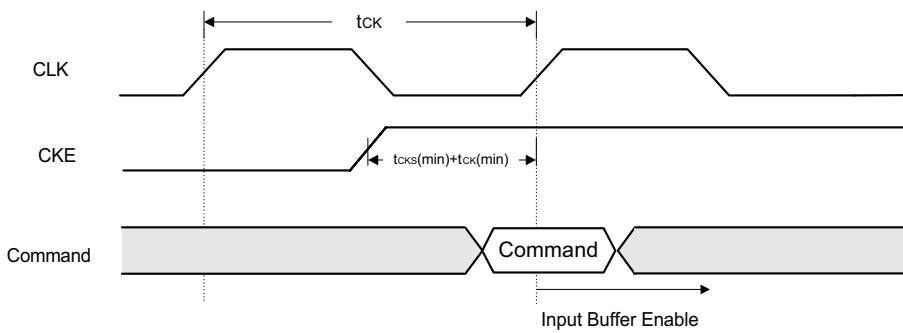 tCK
CLK
CKE
tCKS(min)+tCK(min)
Command
Command
Input Buffer Enable